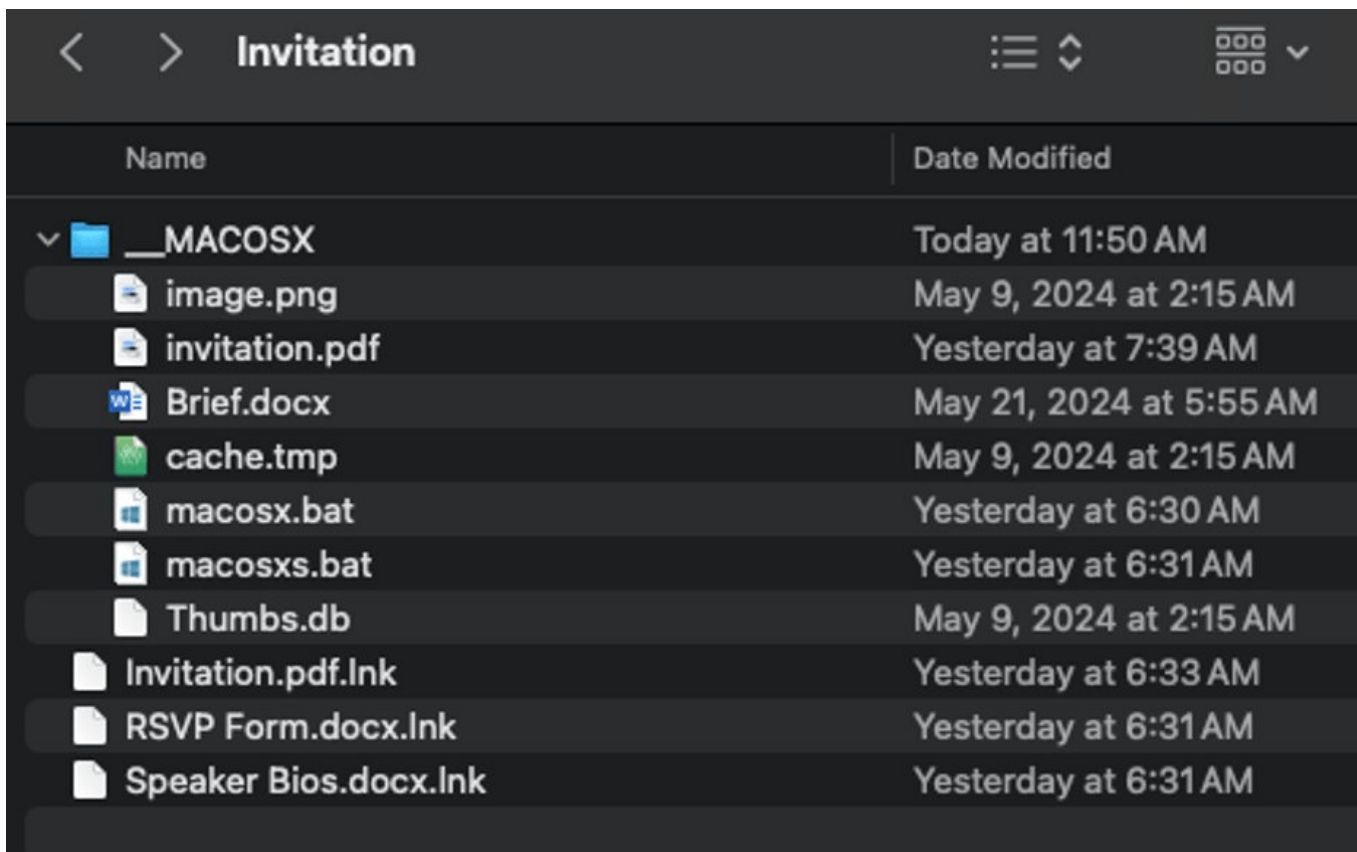 Invitation
Name Date Modified
__MACOSX Today at 11:50 AM
image.png May 9, 2024 at 2:15 AM
invitation.pdf Yesterday at 7:39 AM
Brief.docx May 21, 2024 at 5:55 AM
cache.tmp May 9, 2024 at 2:15 AM
macosx.bat Yesterday at 6:30 AM
macosxs.bat Yesterday at 6:31 AM
Thumbs.db May 9, 2024 at 2:15 AM
Invitation.pdf.lnk Yesterday at 6:33 AM
RSVP Form.docx.lnk Yesterday at 6:31 AM
Speaker Bios.docx.lnk Yesterday at 6:31 AM